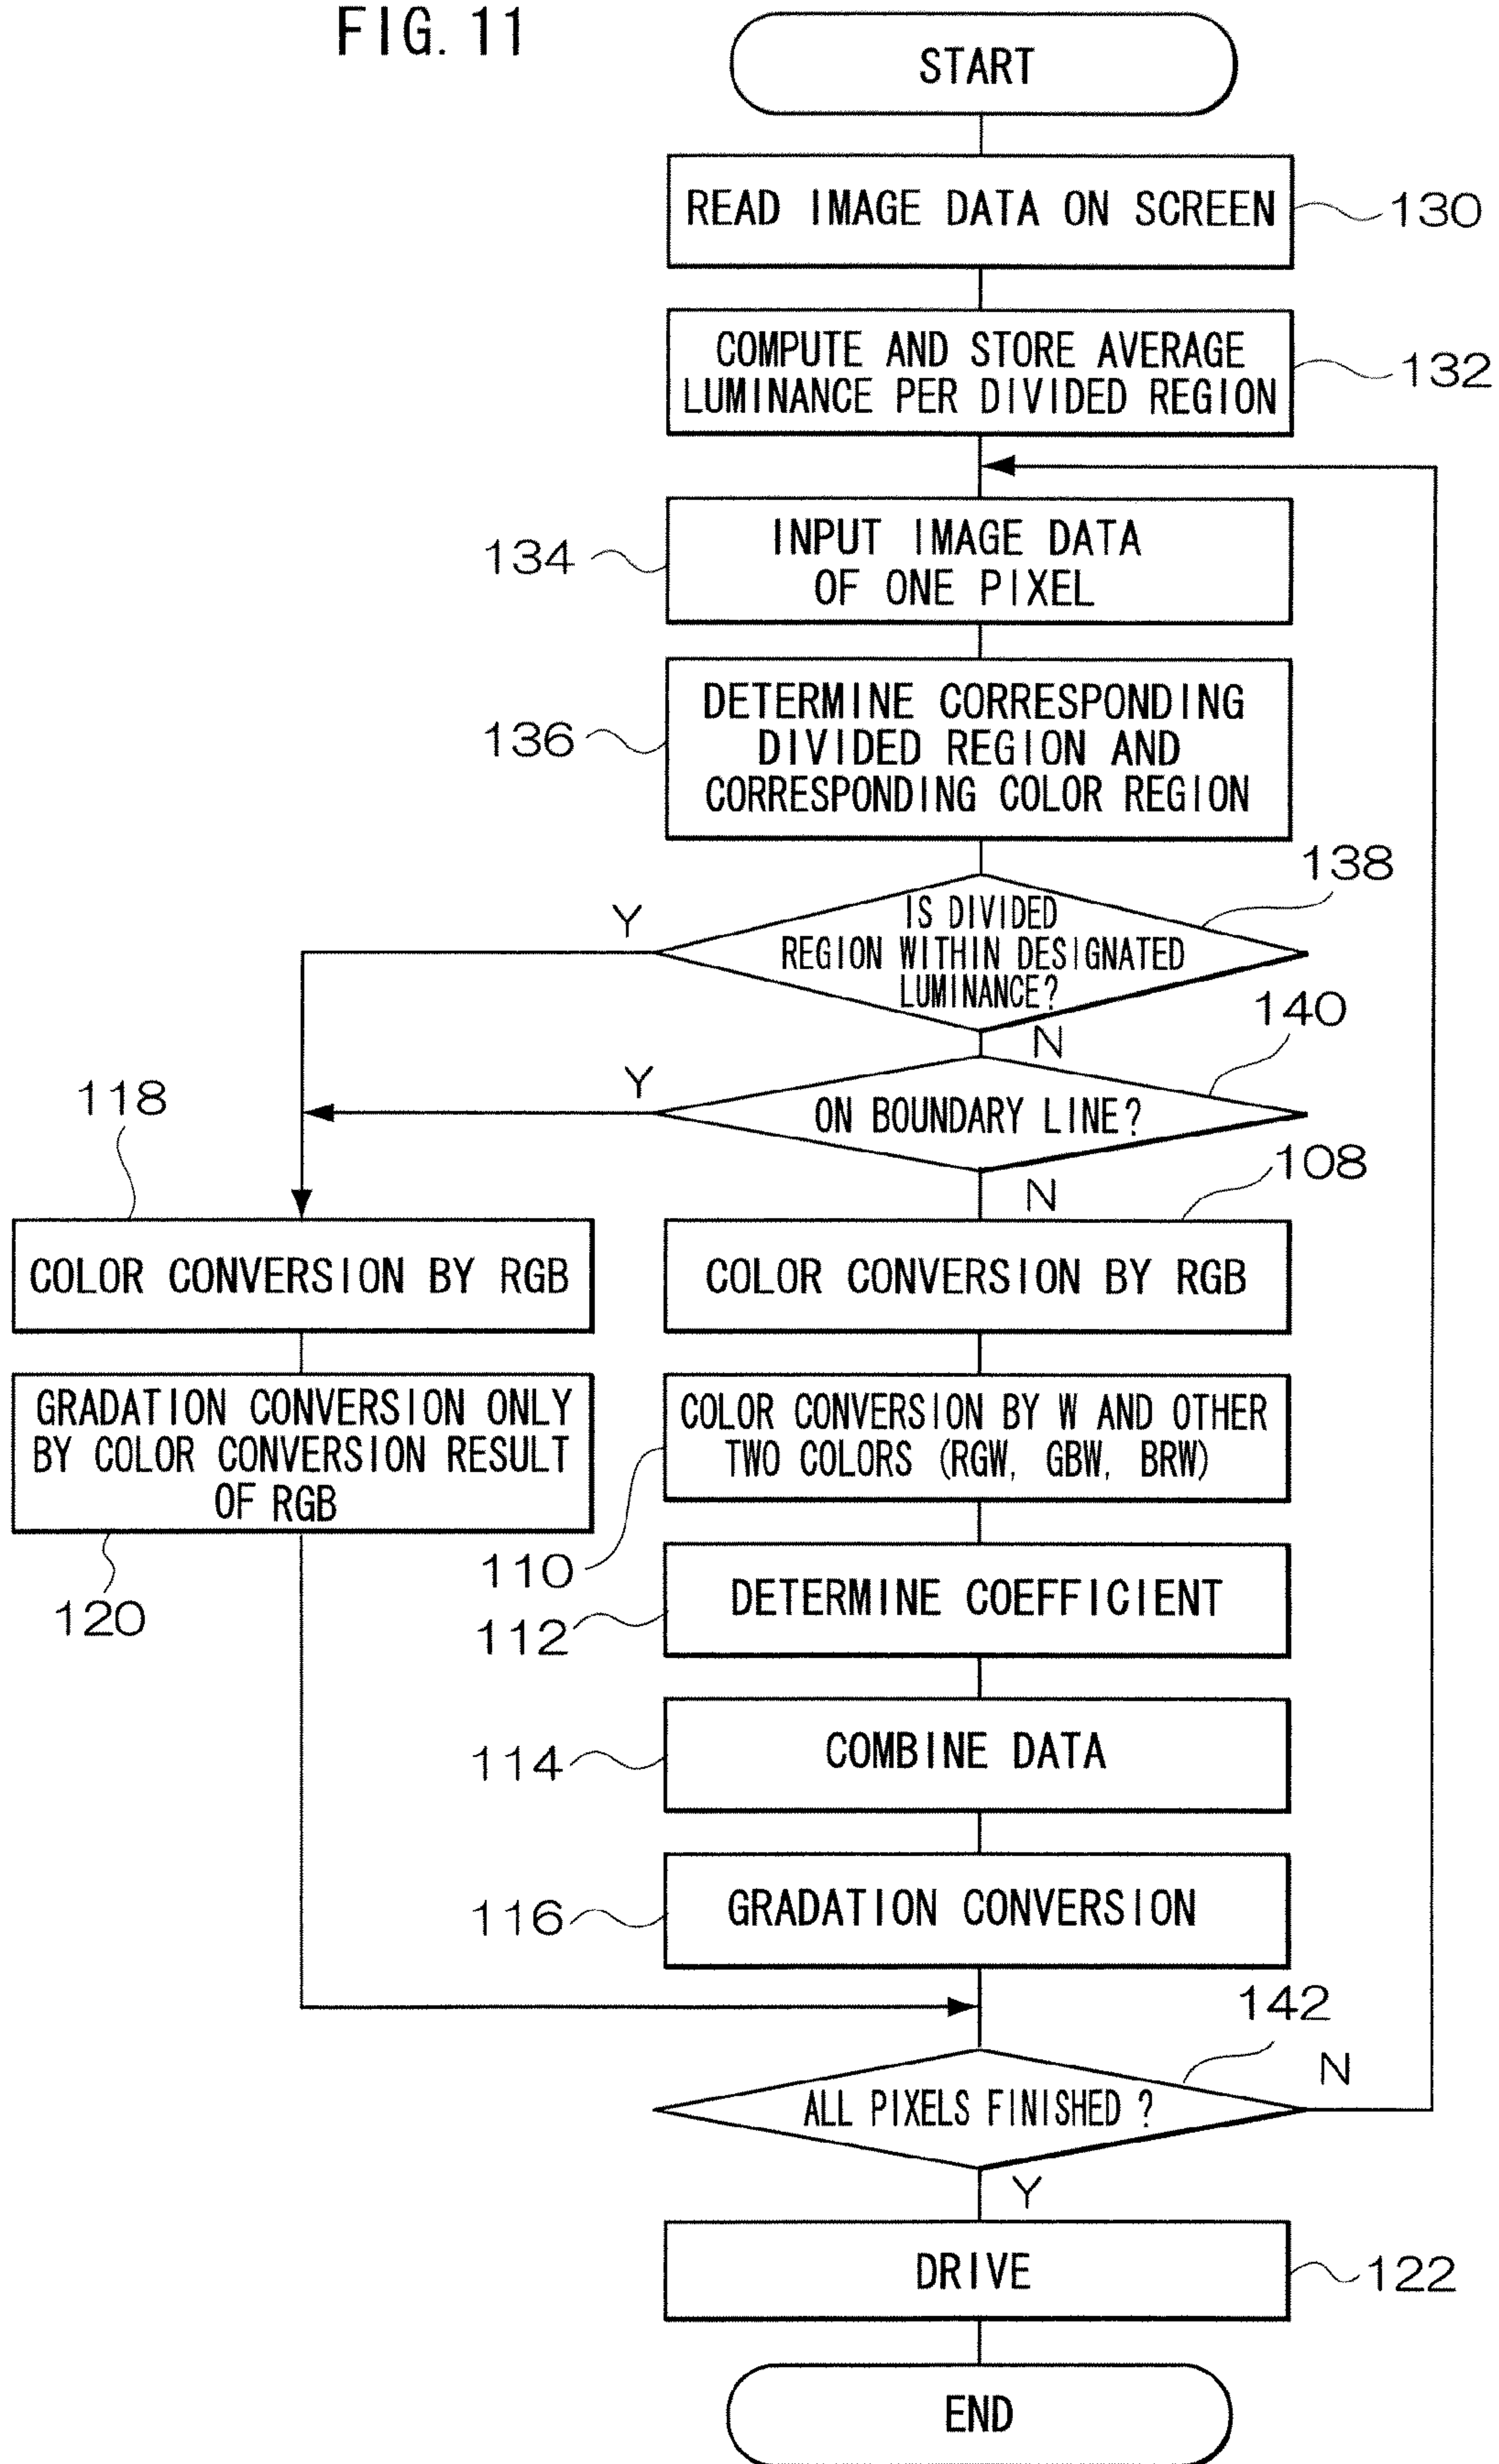 FIG. 11
START
READ IMAGE DATA ON SCREEN
130
COMPUTE AND STORE AVERAGE
LUMINANCE PER DIVIDED REGION
132
134
INPUT IMAGE DATA
OF ONE PIXEL
136
DETERMINE CORRESPONDING
DIVIDED REGION AND
CORRESPONDING COLOR REGION
138
Y
IS DIVIDED
REGION WITHIN DESIGNATED
LUMINANCE?
N
140
Y
ON BOUNDARY LINE?
N
118
108
COLOR CONVERSION BY RGB
COLOR CONVERSION BY RGB
GRADATION CONVERSION ONLY
BY COLOR CONVERSION RESULT
OF RGB
120
COLOR CONVERSION BY W AND OTHER
TWO COLORS (RGW, GBW, BRW)
110
DETERMINE COEFFICIENT
112
COMBINE DATA
114
GRADATION CONVERSION
116
142
ALL PIXELS FINISHED ?
N
Y
DRIVE
122
END